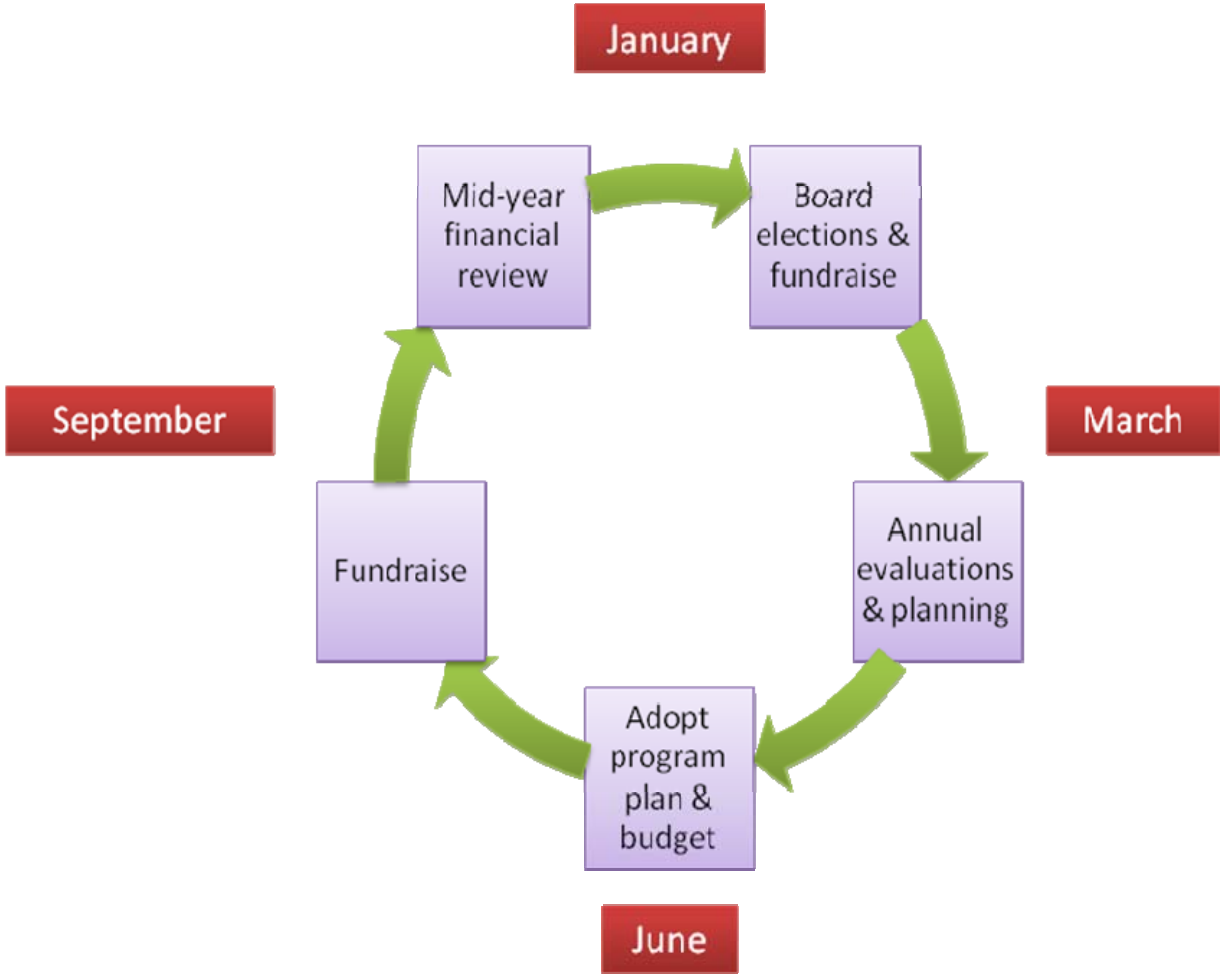 January
Mid-year
financial
review
Board
elections &
fundraise
September
March
Fundraise
Annual
evaluations
& planning
Adopt
program
plan &
budget
June